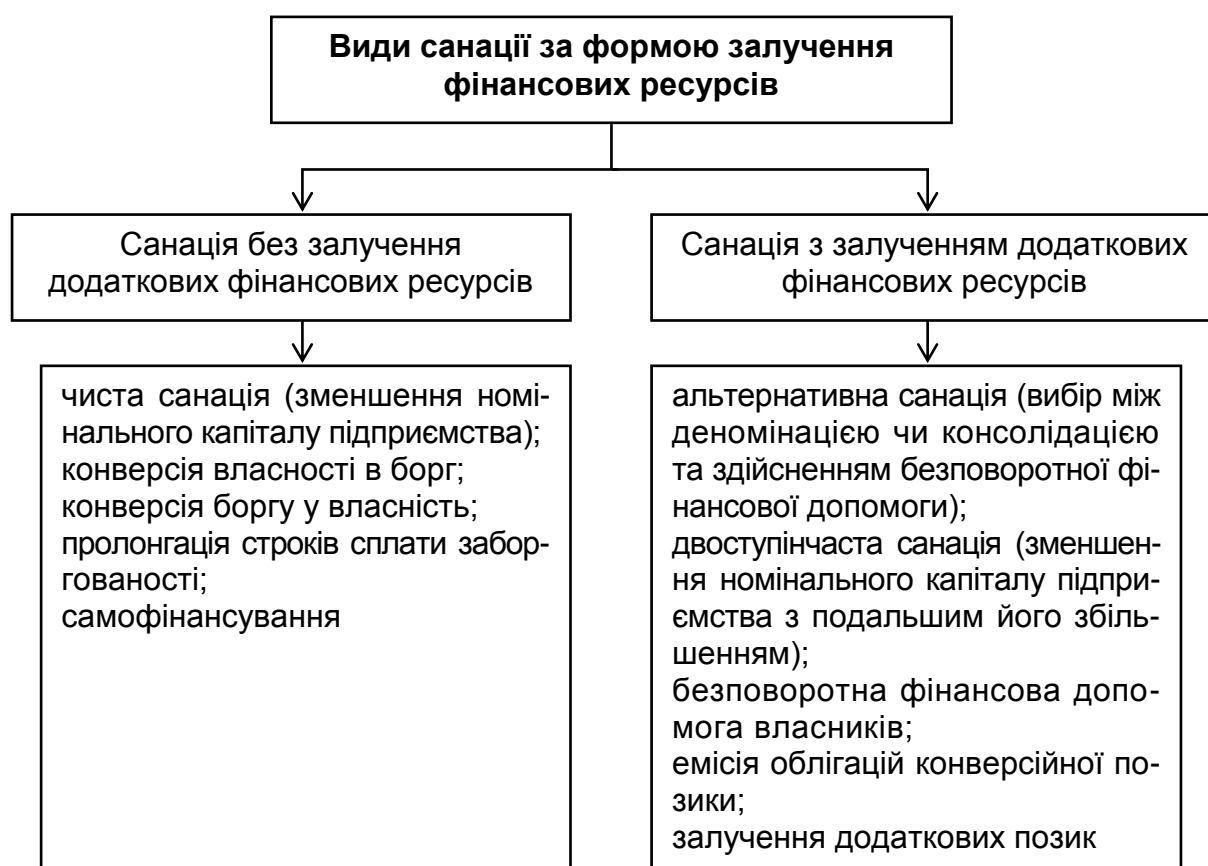 Види санації за формою залучення
фінансових ресурсів
Санація без залучення
додаткових фінансових ресурсів
Санація з залученням додаткових
фінансових ресурсів
чиста санація (зменшення номі-
нального капіталу підприємства);
конверсія власності в борг;
конверсія боргу у власність;
пролонгація строків сплати забор-
гованості;
самофінансування
альтернативна санація (вибір між
деномінацією чи консолідацією
та здійсненням безповоротної фі-
нансової допомоги);
двоступінчаста санація (зменшен-
ня номінального капіталу підпри-
ємства з подальшим його збіль-
шенням);
безповоротна фінансова допо-
мога власників;
емісія облігацій конверсійної по-
зики;
залучення додаткових позик